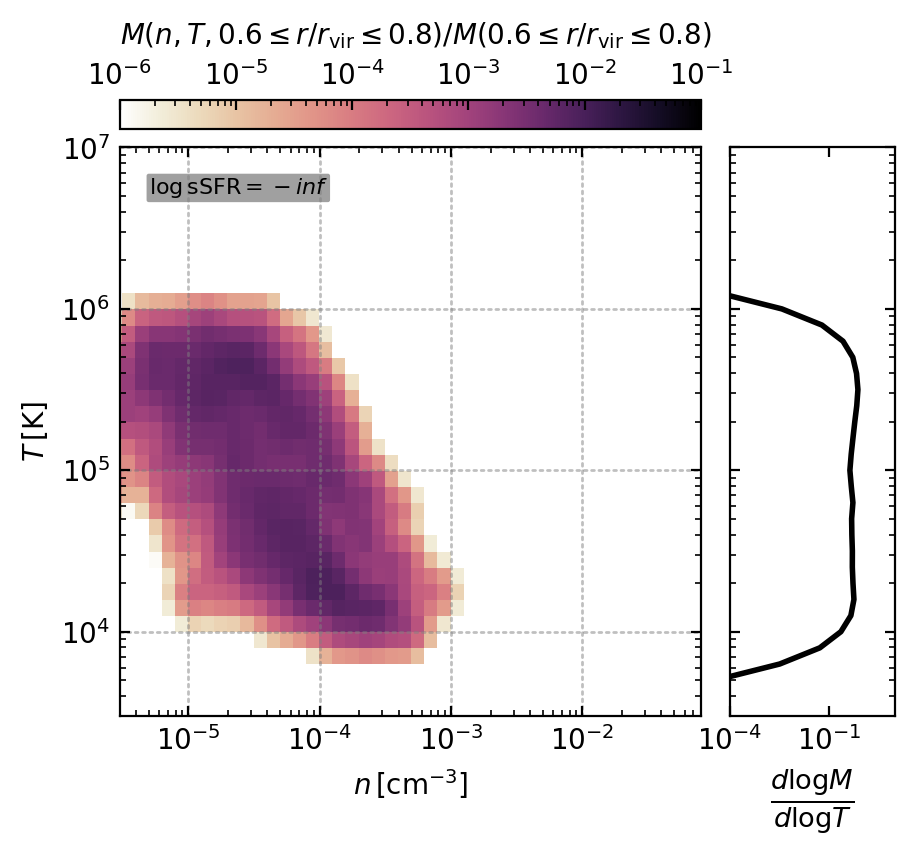 M(n, T, 0.6 ≤ r/r_vir ≤ 0.8)/M(0.6 ≤ r/r_vir ≤ 0.8)
10^−6 10^−5 10^−4 10^−3 10^−2 10^−1
10^7
log sSFR = −inf
10^6
10^5
10^4
T [K]
10^−5 10^−4 10^−3 10^−2 10^−4 10^−1
n [cm^−3]
dlogM
dlogT